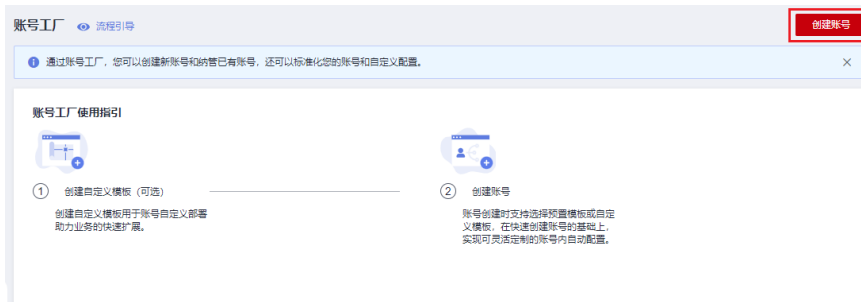 账号工厂 流程引导
创建账号
通过账号工厂，您可以创建新账号和纳管已有账号，还可以标准化您的账号和自定义配置。
账号工厂使用指引
1 创建自定义模板（可选）
创建自定义模板用于账号自定义部署
助力业务的快速扩展。
2 创建账号
账号创建时支持选择预置模板或自定
义模板，在快速创建账号的基础上，
实现可灵活定制的账号内自动配置。